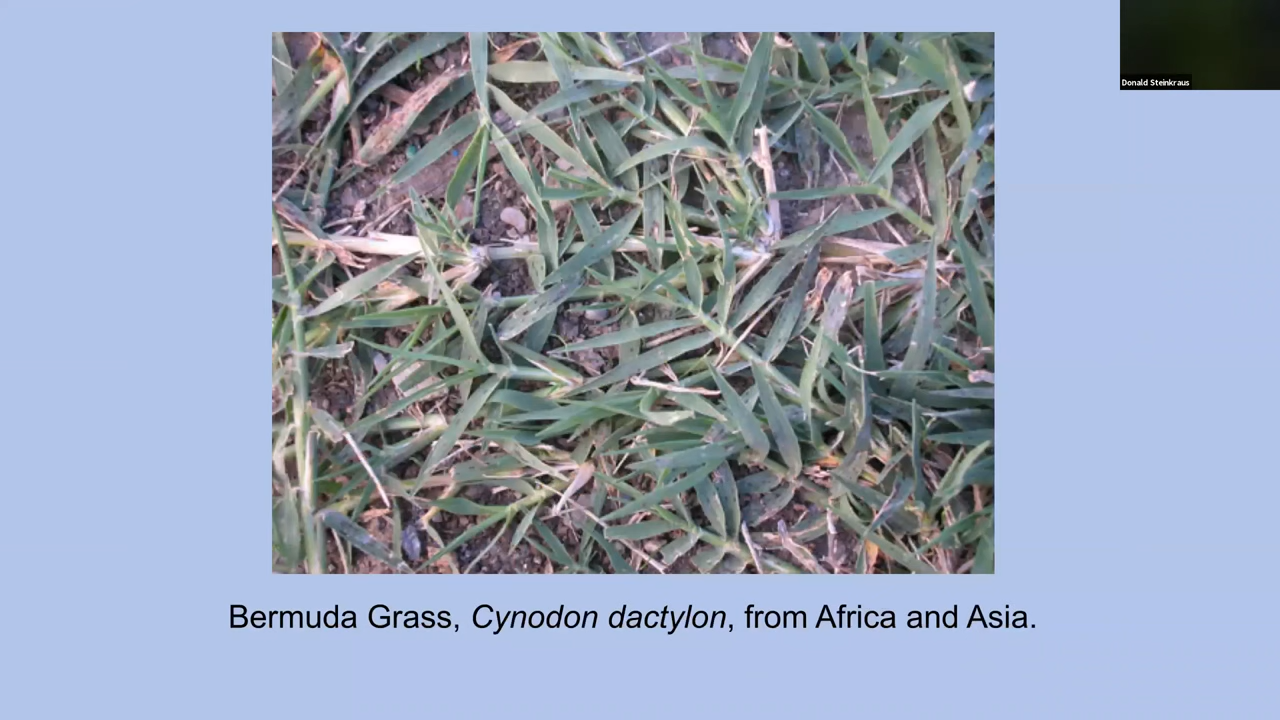 Donald Steinkraus
Bermuda Grass, Cynodon dactylon, from Africa and Asia.